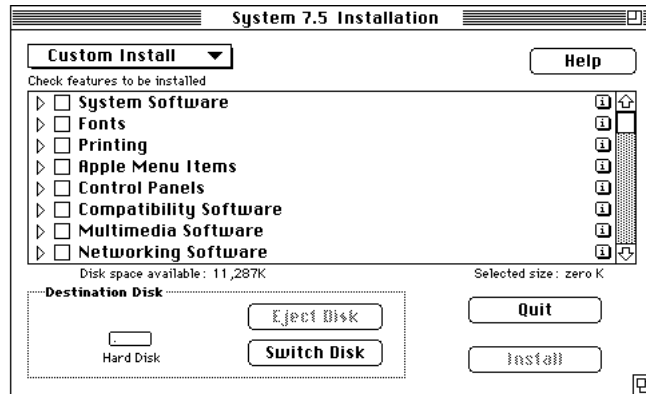 System 7.5 Installation
Custom Install
Help
Check features to be installed
System Software
Fonts
Printing
Apple Menu Items
Control Panels
Compatibility Software
Multimedia Software
Networking Software
Disk space available: 11,287K
Selected size: zero K
Destination Disk
Eject Disk
Quit
Hard Disk
Switch Disk
Install